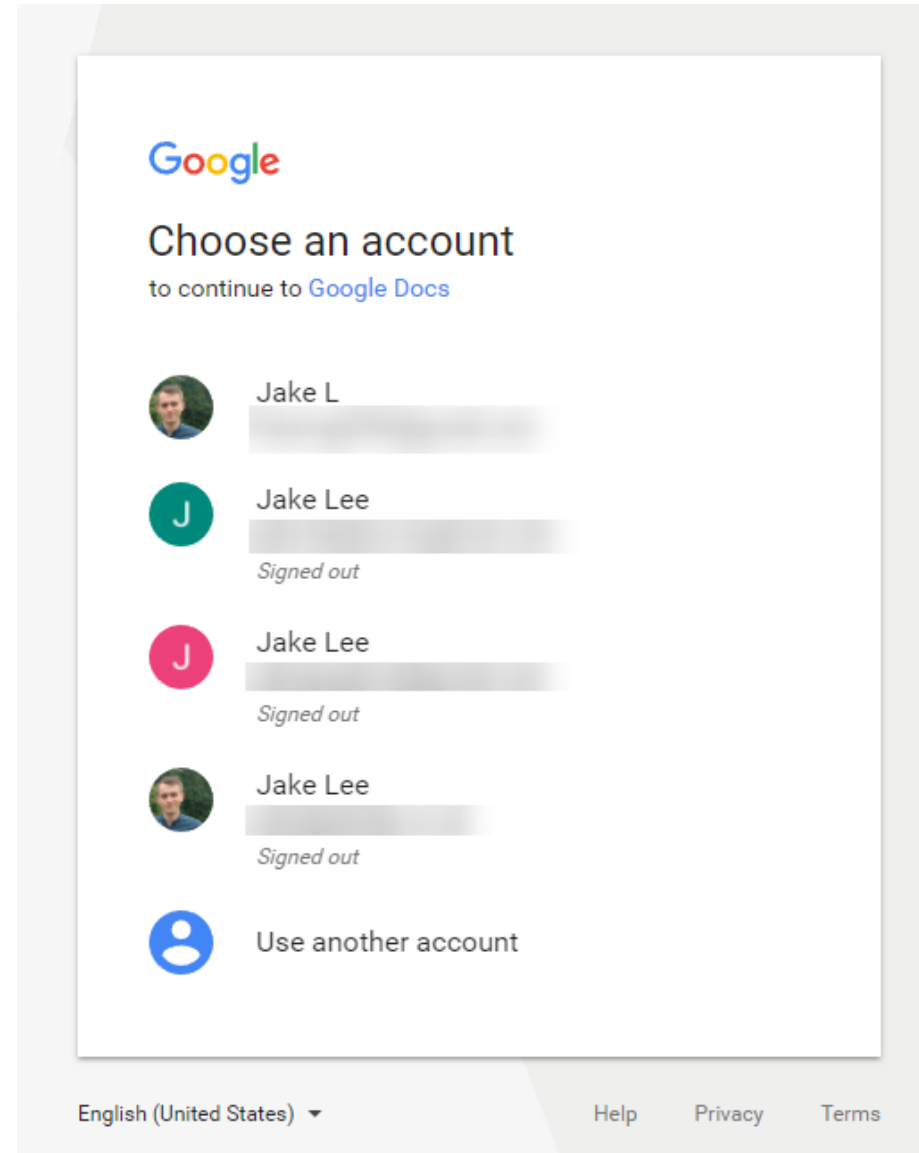 Google
Choose an account
to continue to Google Docs
Jake L
J
Jake Lee
Signed out
J
Jake Lee
Signed out
Jake Lee
Signed out
Use another account
English (United States)
Help Privacy Terms